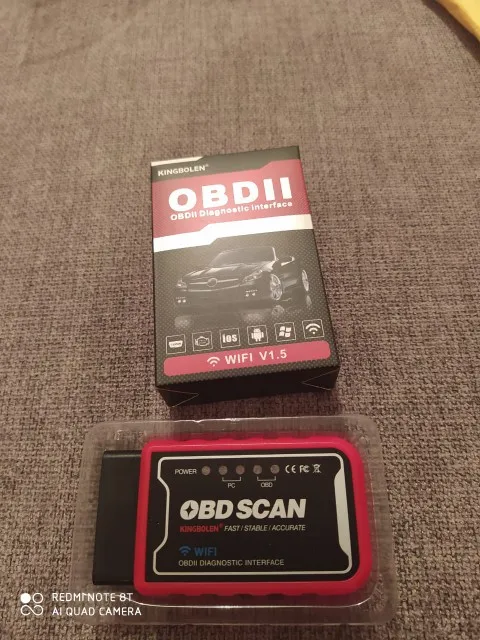 KINGBOLEN®
OBDII
OBDII Diagnostic interface
ios
WIFI V1.5
POWER
PC
OBD
CE FC
OBD SCAN
KINGBOLEN® FAST / STABLE / ACCURATE
WIFI
OBDII DIAGNOSTIC INTERFACE
REDMI NOTE 8T
AI QUAD CAMERA